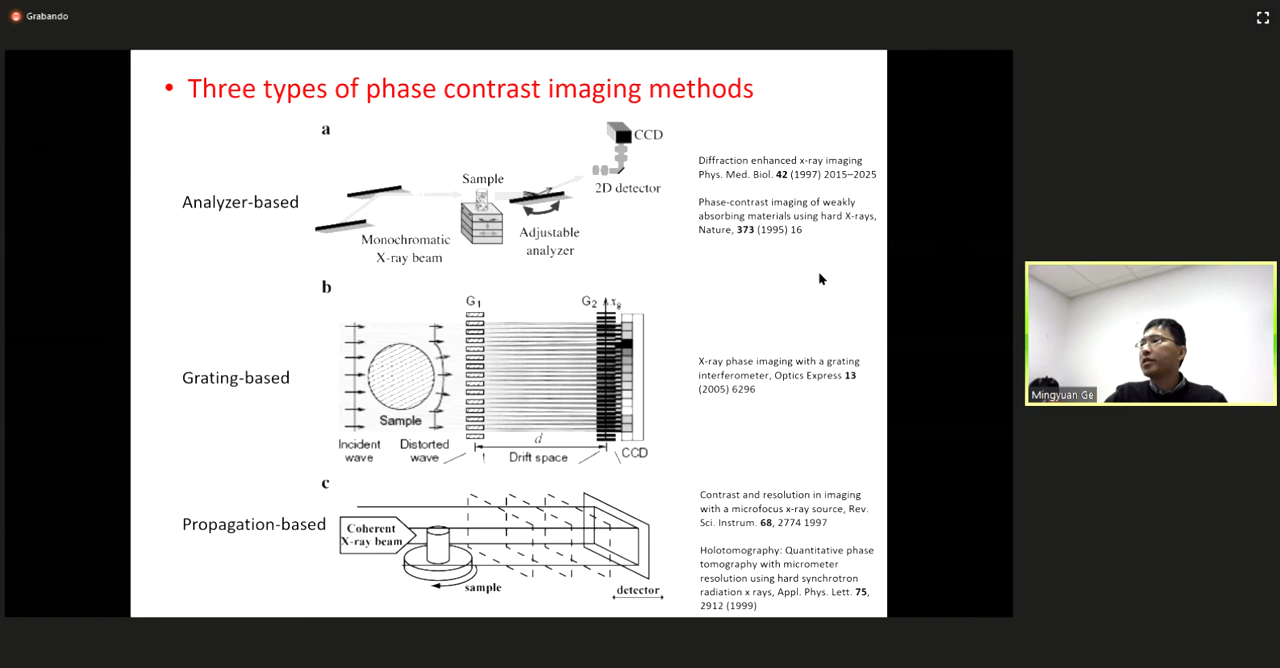 Grabando
• Three types of phase contrast imaging methods
a
CCD
Sample
2D detector
Analyzer-based
Monochromatic
X-ray beam
Adjustable
analyzer
Diffraction enhanced x-ray imaging
Phys. Med. Biol. 42 (1997) 2015–2025
Phase-contrast imaging of weakly
absorbing materials using hard X-rays,
Nature, 373 (1995) 16
b
G1
G2
xg
Grating-based
Sample
Incident
wave
Distorted
wave
d
Drift space
CCD
X-ray phase imaging with a grating
interferometer, Optics Express 13
(2005) 6296
Mingyuan Ge
c
Propagation-based
Coherent
X-ray beam
sample
detector
Contrast and resolution in imaging
with a microfocus x-ray source, Rev.
Sci. Instrum. 68, 2774 1997
Holotomography: Quantitative phase
tomography with micrometer
resolution using hard synchrotron
radiation x rays, Appl. Phys. Lett. 75,
2912 (1999)